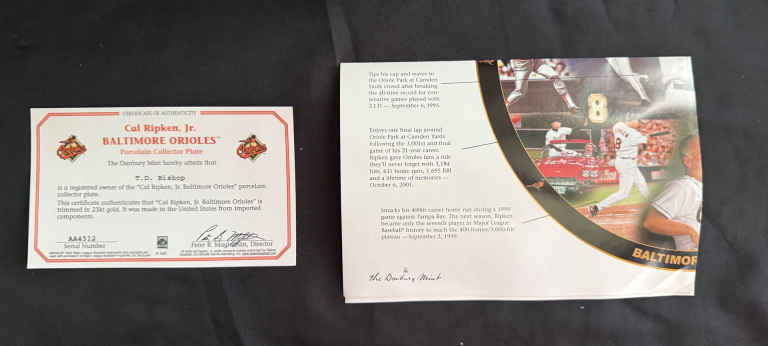 CERTIFICATE OF AUTHENTICITY
Cal Ripken, Jr.
BALTIMORE ORIOLES™
Porcelain Collector Plate
The Danbury Mint hereby attests that
T.D. Bishop
is a registered owner of the "Cal Ripken, Jr. Baltimore Orioles" porcelain
collector plate.
This certificate authenticates that "Cal Ripken, Jr. Baltimore Orioles" is
trimmed in 23kt gold. It was made in the United States from imported
components.
AA4512
Serial Number
Director
Tips his cap and waves to
the Oriole Park at Camden
Yards crowd after breaking
the all-time record for con-
secutive games played with
2,131 — September 6, 1995.
Enjoys one final lap around
Oriole Park at Camden Yards
following the 3,001st and final
game of his 21-year career.
Ripken gave Orioles fans a ride
they'll never forget with 3,184
hits, 431 home runs, 1,695 RBI
and a lifetime of memories —
October 6, 2001.
Smacks his 400th career home run during a 1999
game against Tampa Bay. The next season, Ripken
became only the seventh player in Major League
Baseball® history to reach the 400-homer/3,000-hit
plateau — September 2, 1999.
the Danbury Mint
8
BALTIMOR